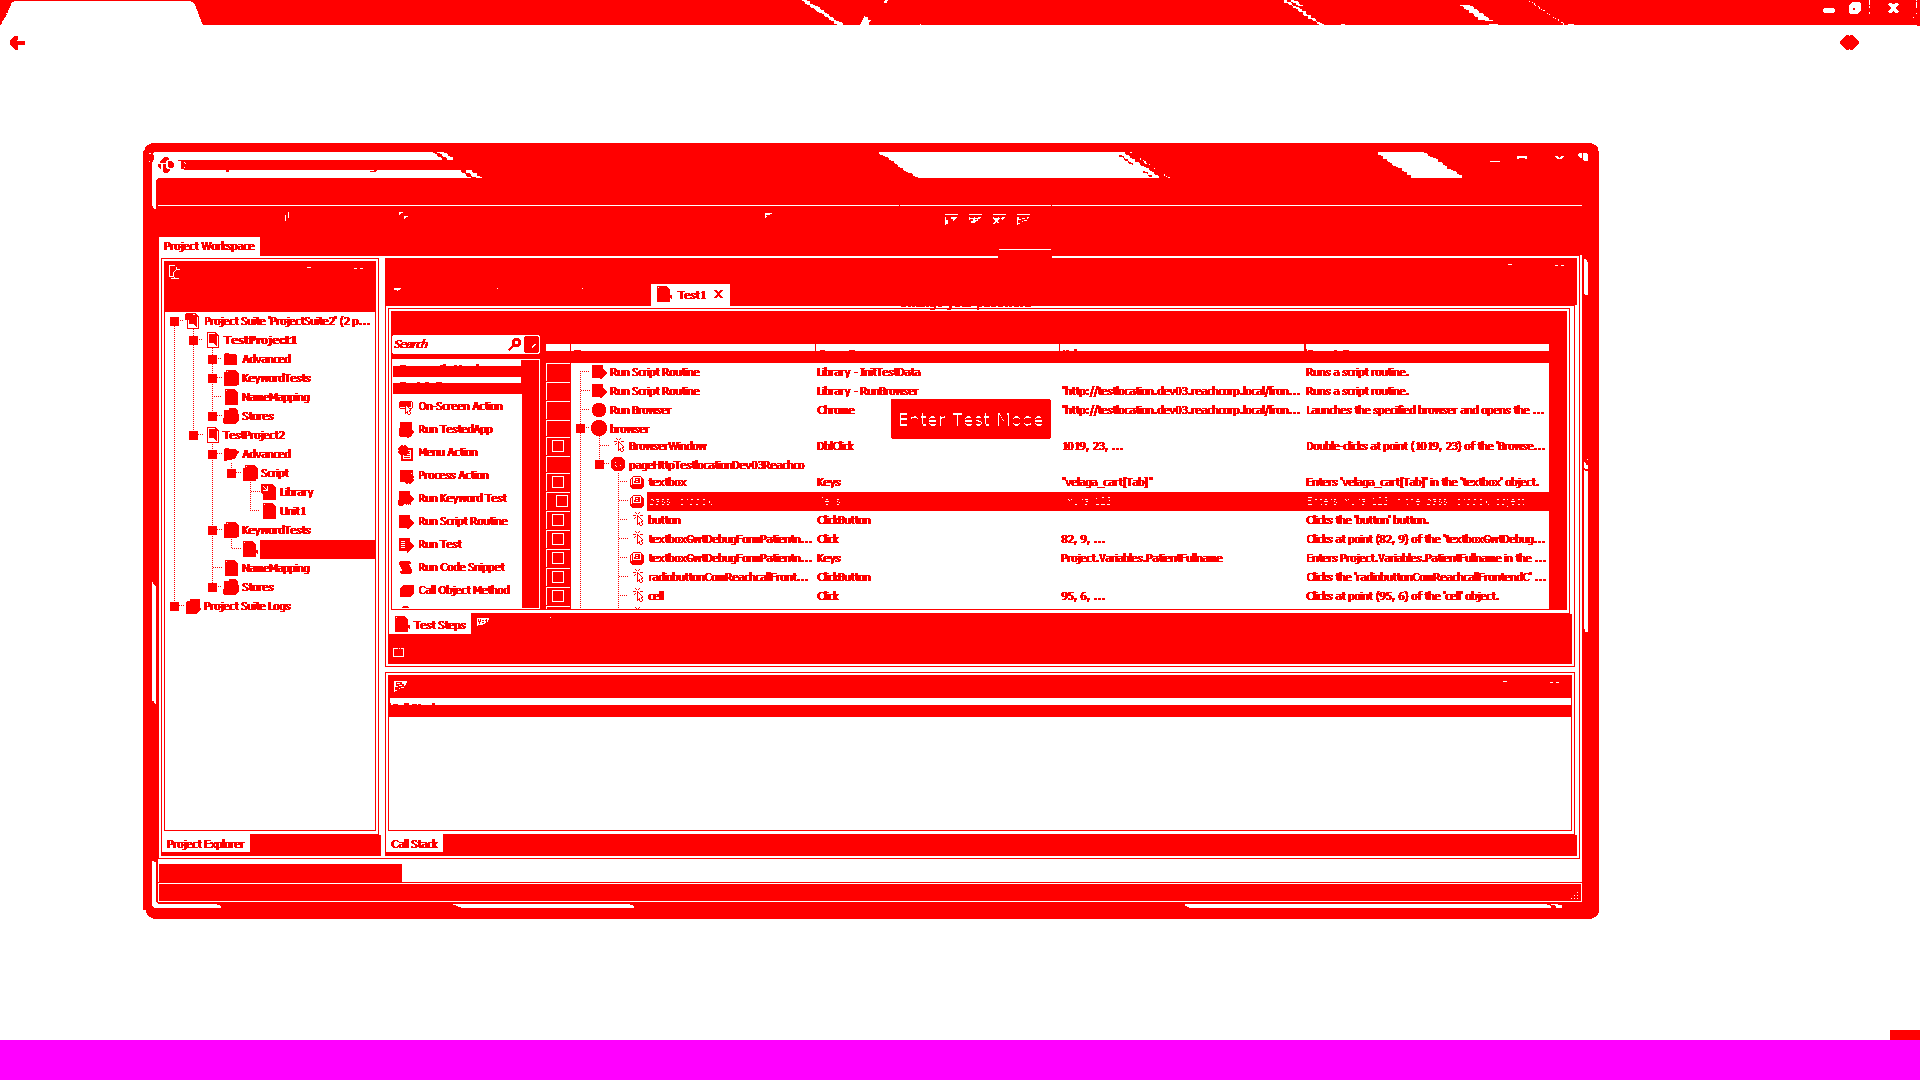 Project Workspace
Test1 X
Search
Project Suite 'ProjectSuite2' (2 p...
TestProject1
Advanced
KeywordTests
NameMapping
Stores
TestProject2
Advanced
Script
Library
Unit1
KeywordTests
NameMapping
Stores
Project Suite Logs
On-Screen Action
Run TestedApp
Menu Action
Process Action
Run Keyword Test
Run Script Routine
Run Test
Run Code Snippet
Call Object Method
Run Script Routine Library - InitTestData Runs a script routine.
Run Script Routine Library - RunBrowser "http://testlocation.dev03.reachcorp.local/fron... Runs a script routine.
Run Browser Chrome "http://testlocation.dev03.reachcorp.local/fron... Launches the specified browser and opens the ...
Enter Test Mode
browser
BrowserWindow DblClick 1019, 23, ... Double-clicks at point (1019, 23) of the 'Browse...
pageHttpTestlocationDev03Reachco
textbox Keys "velaga_cart[Tab]" Enters 'velaga_cart[Tab]' in the 'textbox' object.
button ClickButton Clicks the 'button' button.
textboxGwtDebugFormPatientn... Click 82, 9, ... Clicks at point (82, 9) of the 'textboxGwtDebug...
textboxGwtDebugFormPatientn... Keys Project.Variables.PatientFullname Enters Project.Variables.PatientFullname in the ...
radiobuttonComReachcallFront... ClickButton Clicks the 'radiobuttonComReachcallFrontendC' ...
cell Click 95, 6, ... Clicks at point (95, 6) of the 'cell' object.
Test Steps
Project Explorer
Call Stack